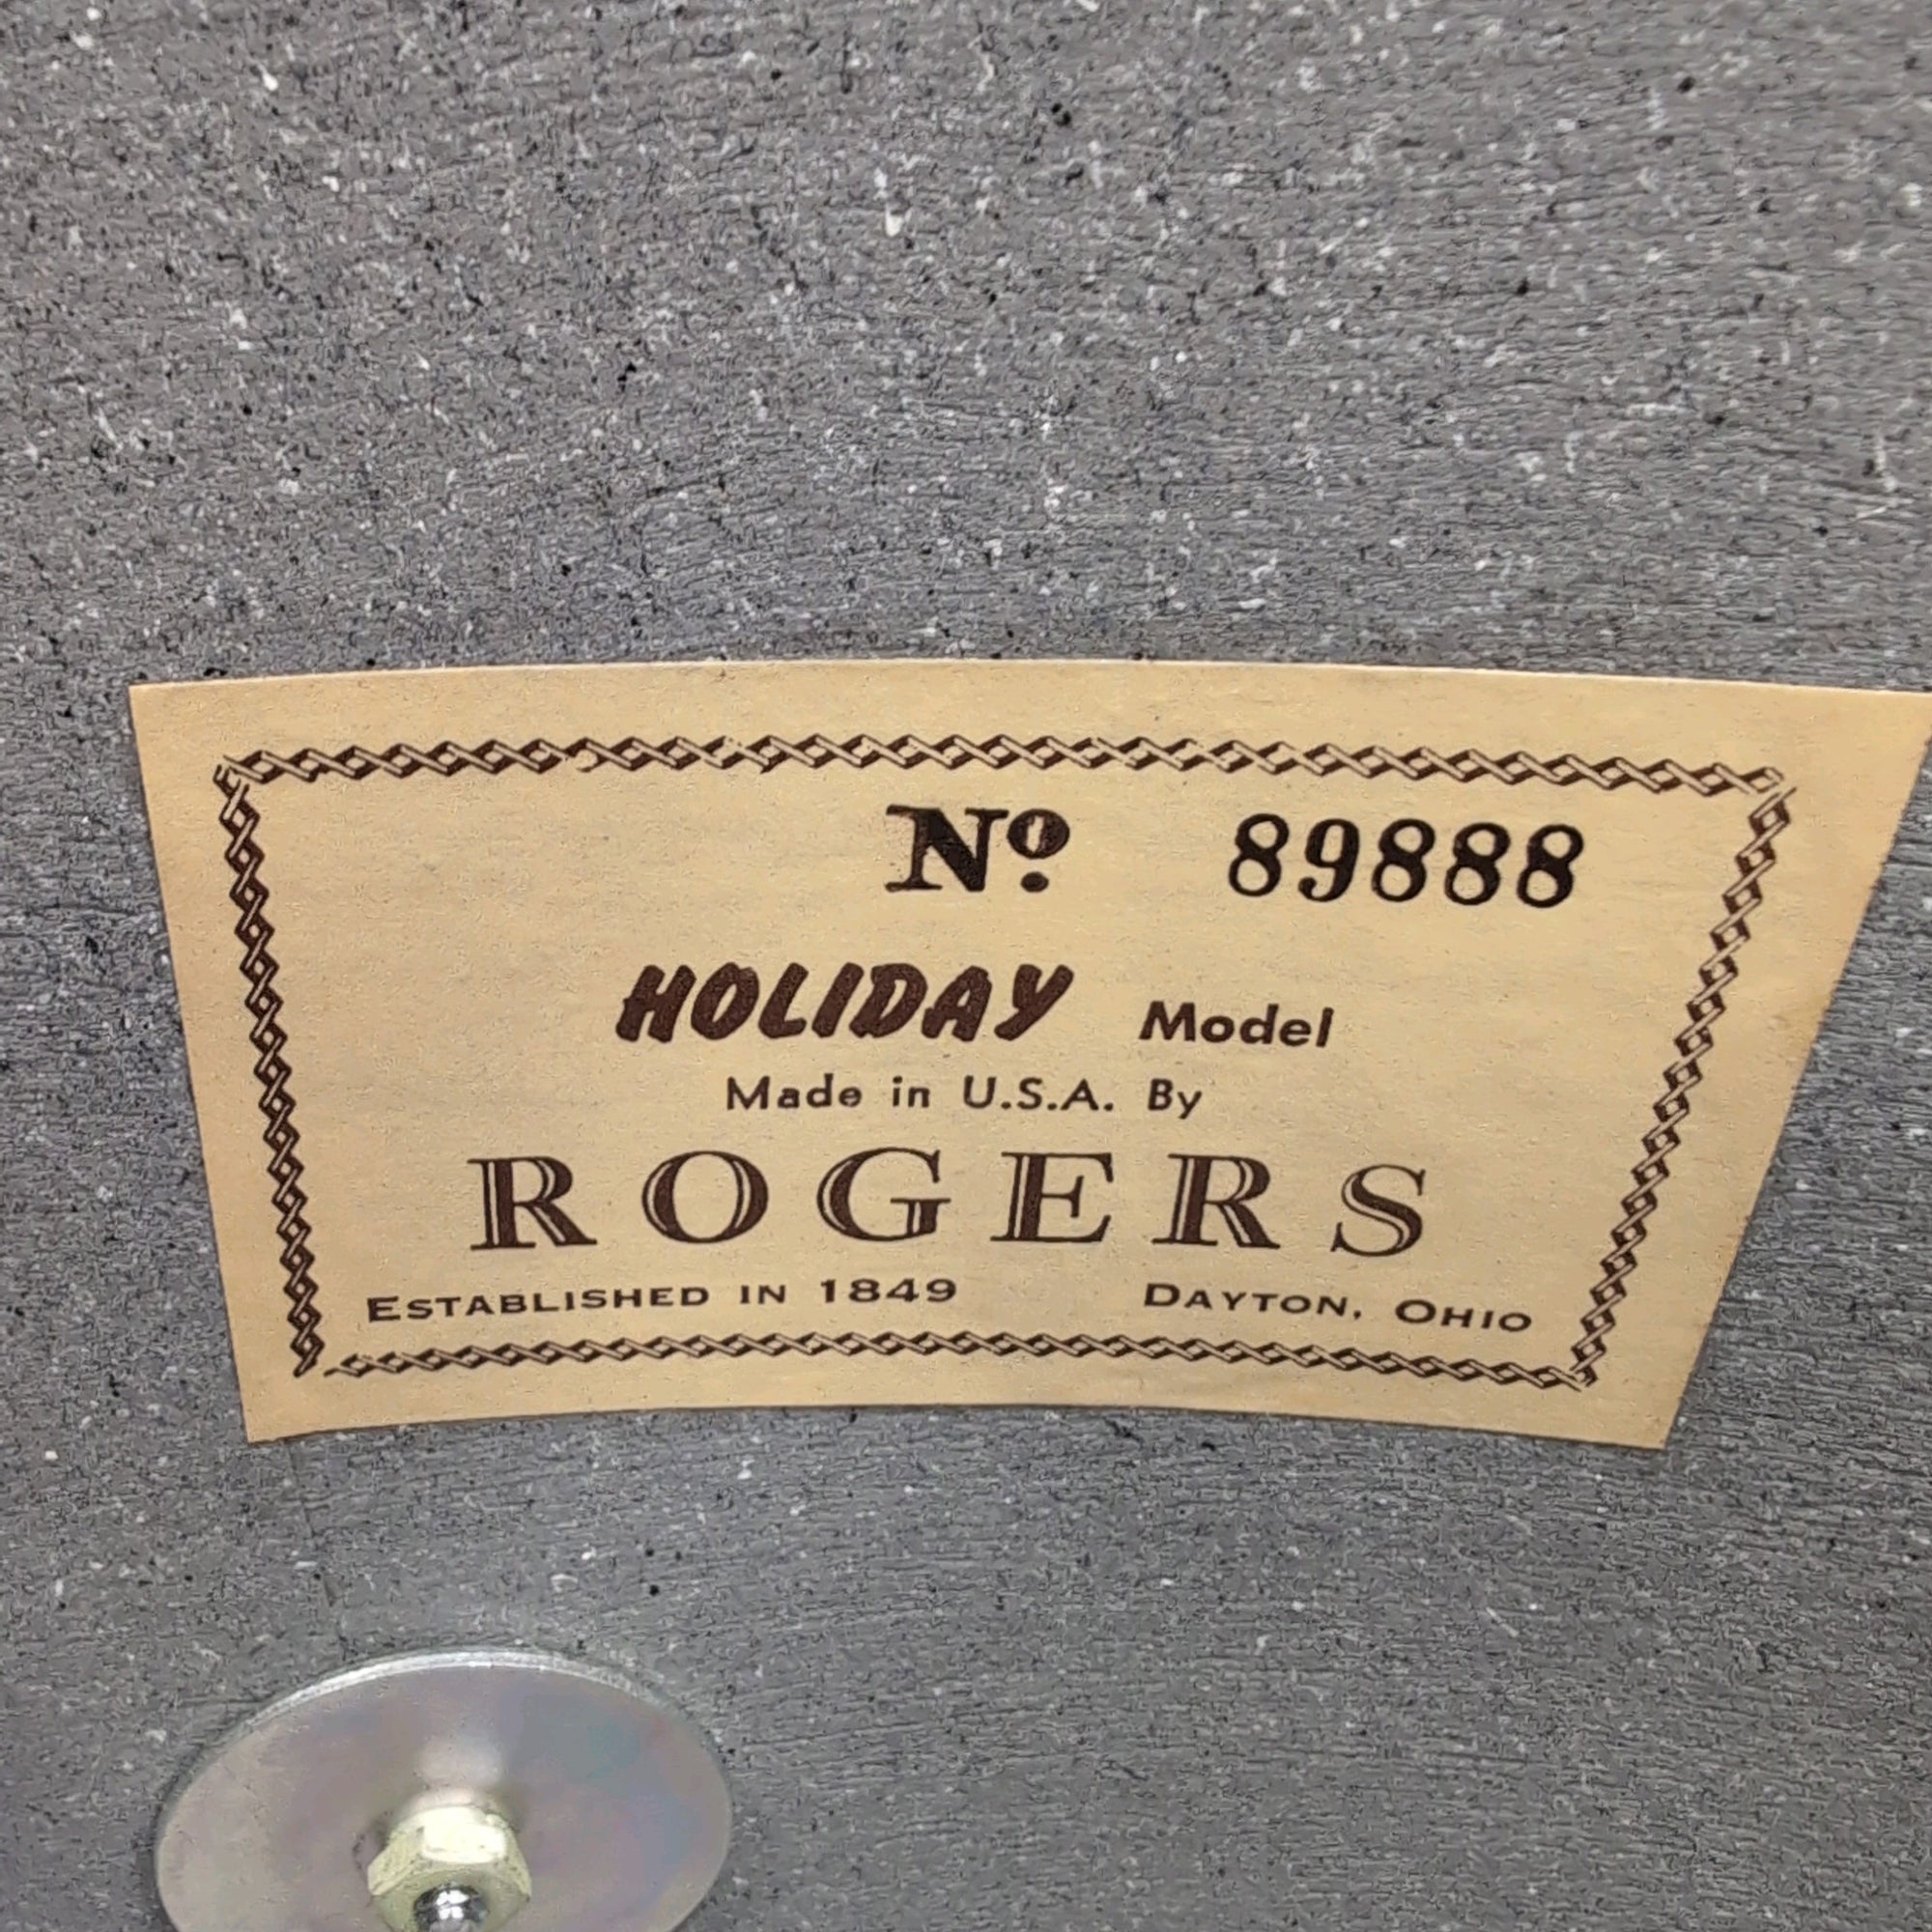 Nº 89888
HOLIDAY Model
Made in U.S.A. By
ROGERS
ESTABLISHED IN 1849 DAYTON, OHIO